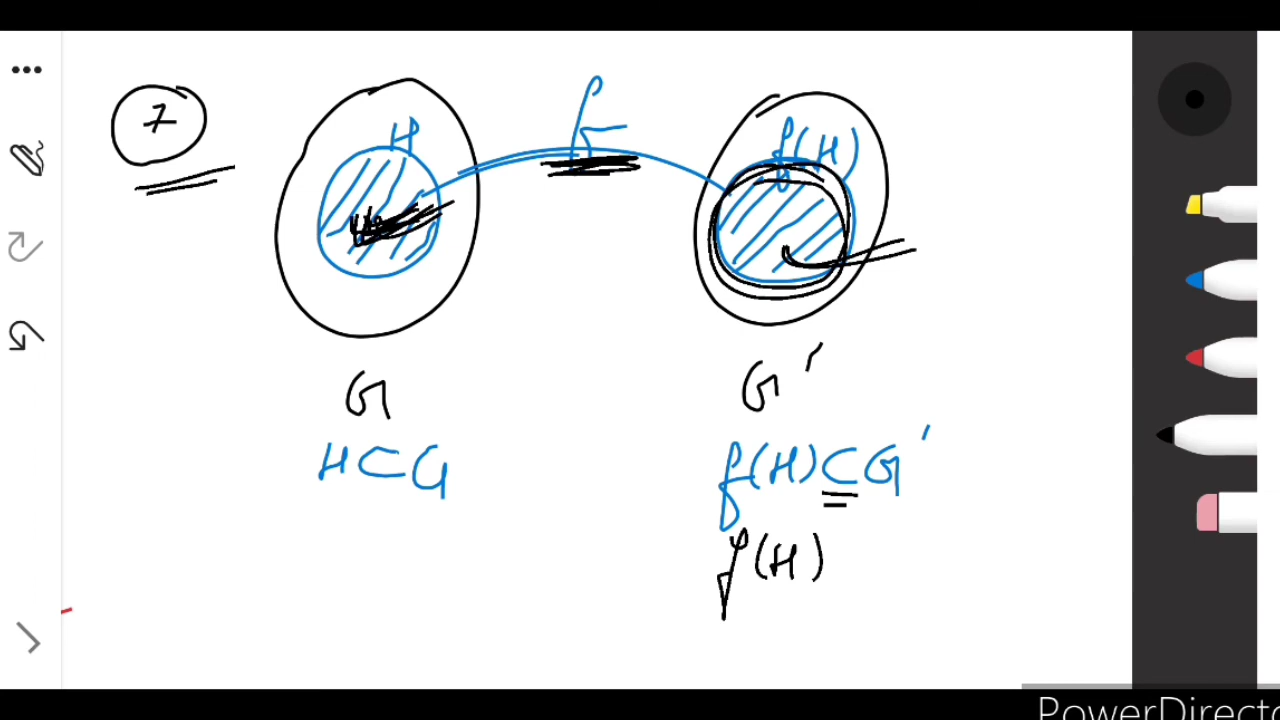 7
H
f
f(H)
G
G'
H⊂G
f(H)⊂G'
f(H)
PowerDirecto